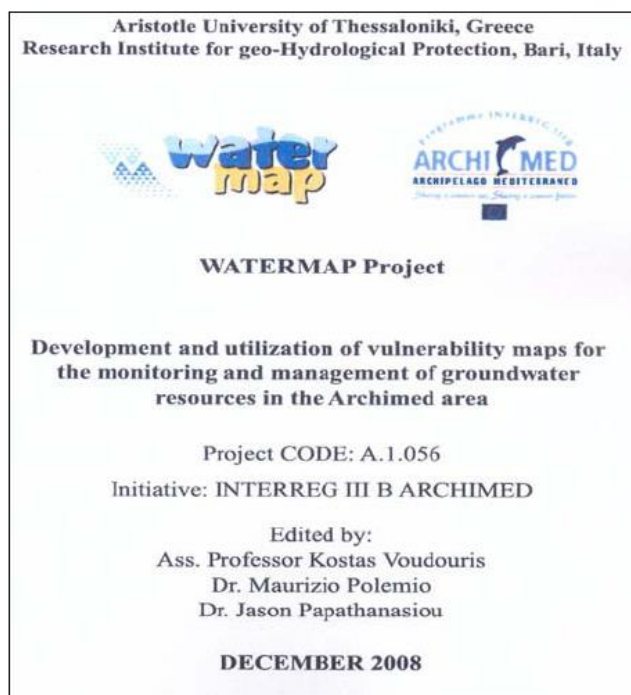 Aristotle University of Thessaloniki, Greece
Research Institute for geo-Hydrological Protection, Bari, Italy
water
map
Programme INTERREG IIIB
ARCHIMED
ARCHIPELAGO MEDITERRANEO
WATERMAP Project
Development and utilization of vulnerability maps for
the monitoring and management of groundwater
resources in the Archimed area
Project CODE: A.1.056
Initiative: INTERREG III B ARCHIMED
Edited by:
Ass. Professor Kostas Voudouris
Dr. Maurizio Polemio
Dr. Jason Papathanasiou
DECEMBER 2008